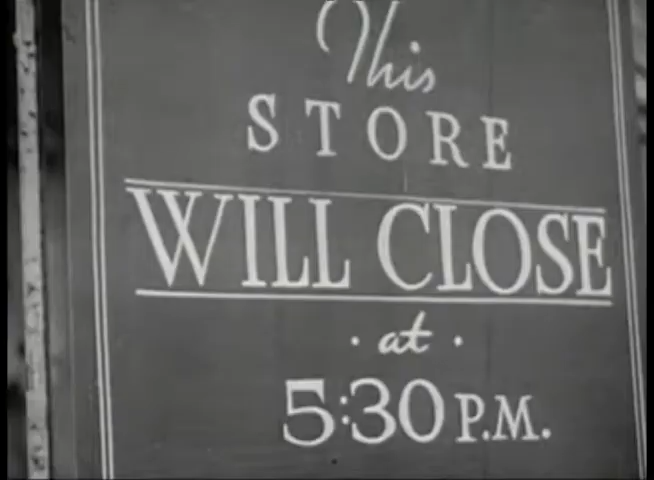 This
STORE
WILL CLOSE
· at ·
5:30 P.M.